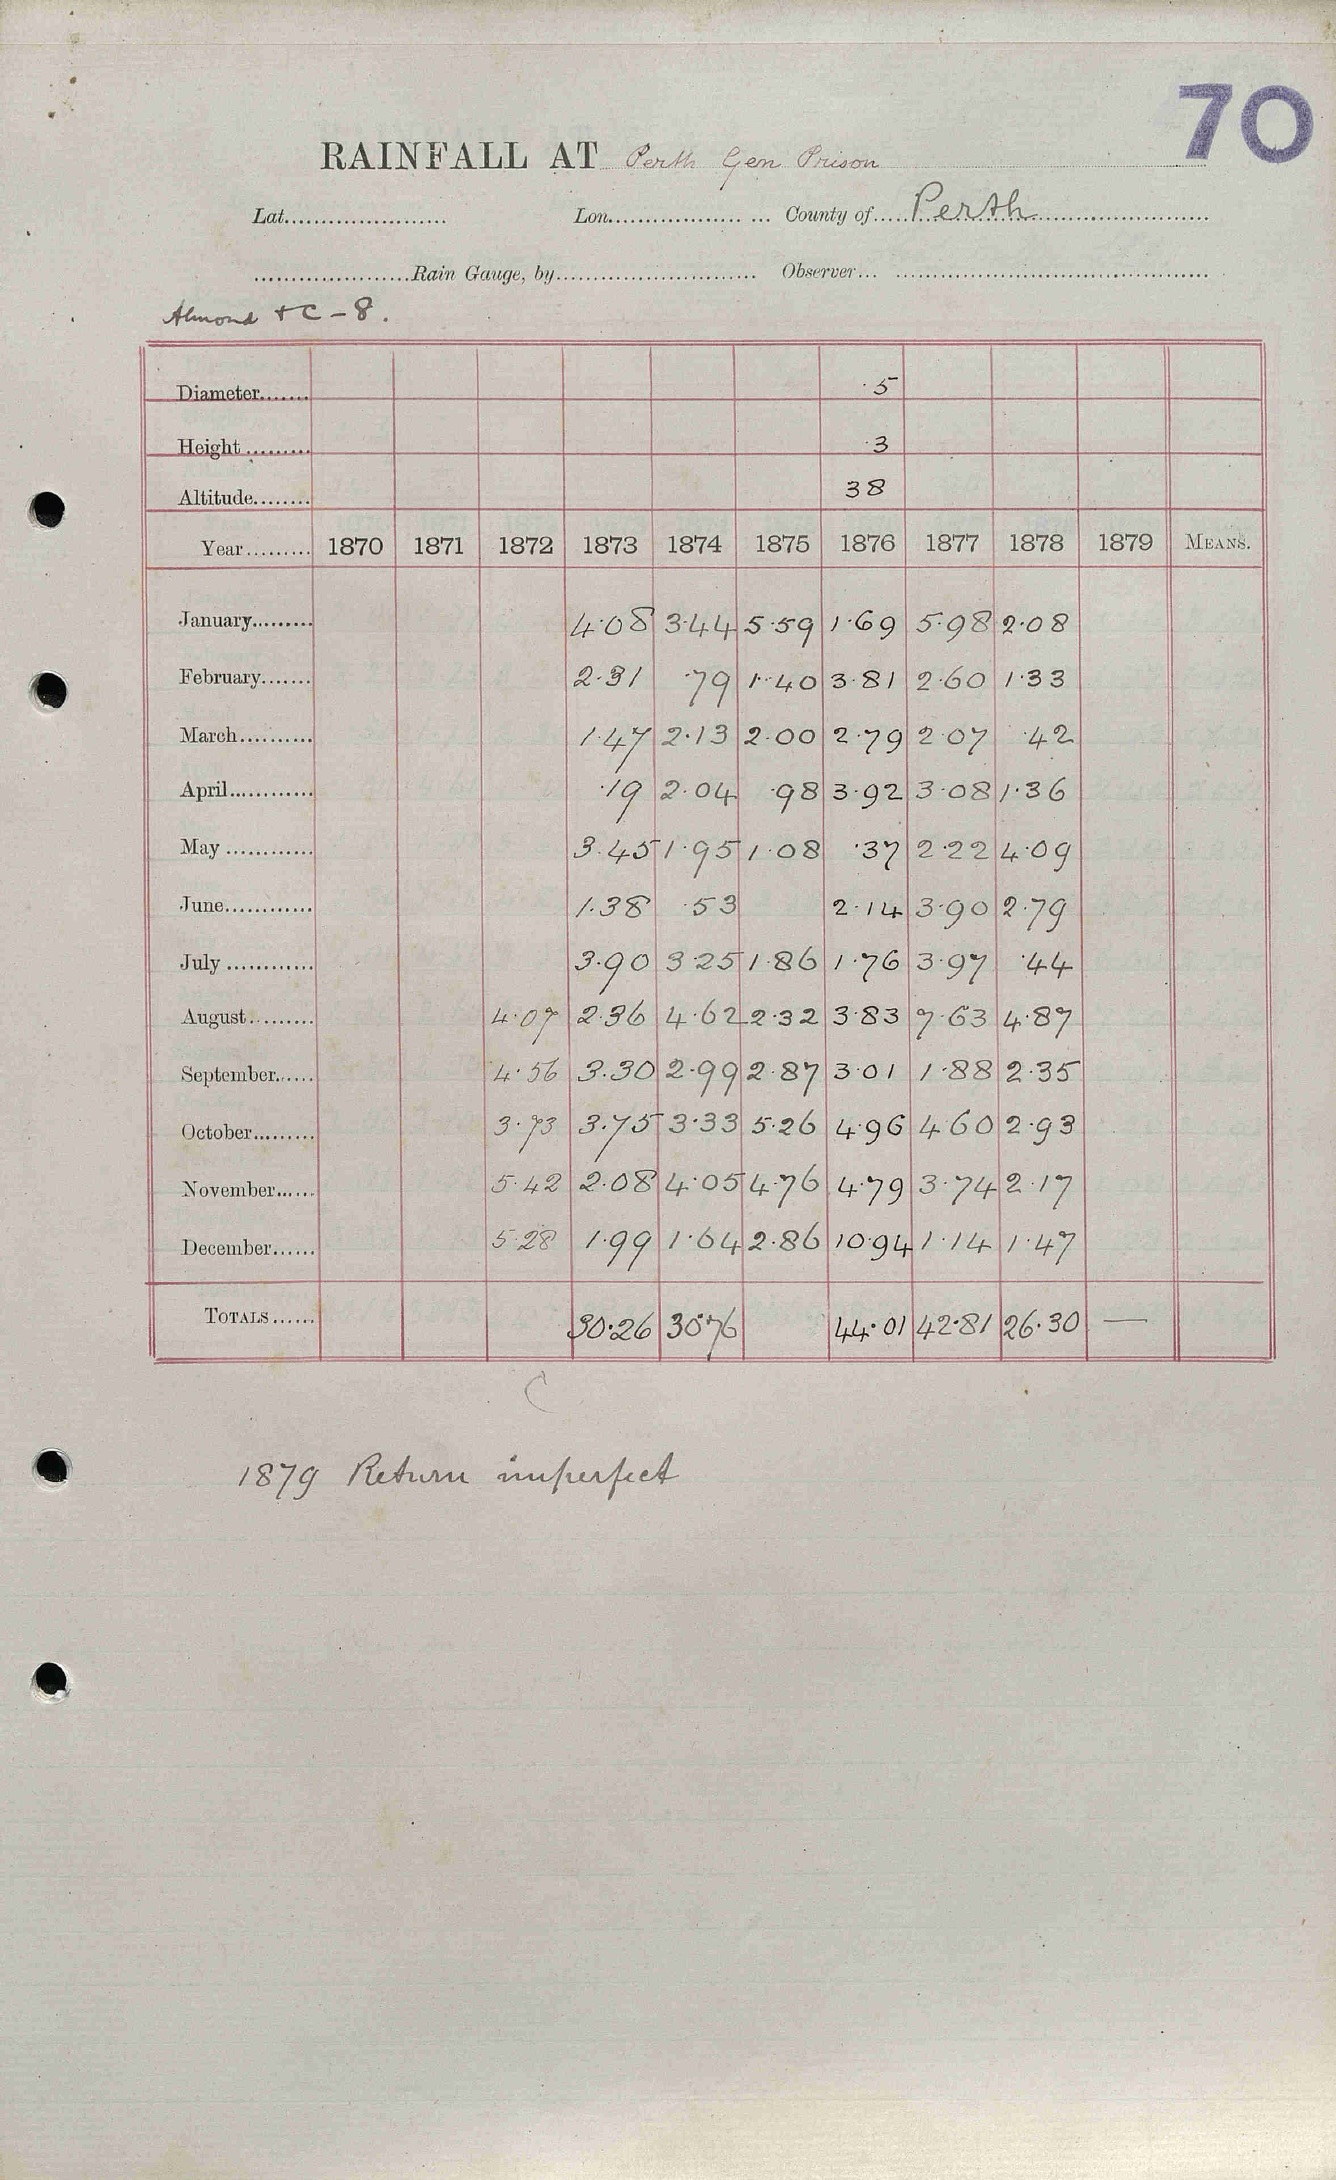 70
RAINFALL AT Perth Gen Prison
Lat...................... Lon................... ... County of.....Perth..........................
.....................Rain Gauge, by........................... Observer... ..........................................
Almond + C - 8.
Diameter....... ·5
Height ......... ·3
Altitude........ 38
Year......... 1870 1871 1872 1873 1874 1875 1876 1877 1878 1879 MEANS.
January......... 4·08 3·44 5·59 1·69 5·98 2·08
February....... 2·31 ·79 1·40 3·81 2·60 1·33
March.......... 1·47 2·13 2·00 2·79 2·07 ·42
April............ ·19 2·04 ·98 3·92 3·08 1·36
May ............ 3·45 1·95 1·08 ·37 2·22 4·09
June............ 1·38 ·53 2·14 3·90 2·79
July ............ 3·90 3·25 1·86 1·76 3·97 ·44
August.......... 4·07 2·36 4·62 2·32 3·83 7·63 4·87
September...... 4·56 3·30 2·99 2·87 3·01 1·88 2·35
October......... 3·73 3·75 3·33 5·26 4·96 4·60 2·93
November...... 5·42 2·08 4·05 4·76 4·79 3·74 2·17
December...... 5·28 1·99 1·64 2·86 10·94 1·14 1·47
TOTALS...... 30·26 30·76 44·01 42·81 26·30 —
C
1879 Return imperfect